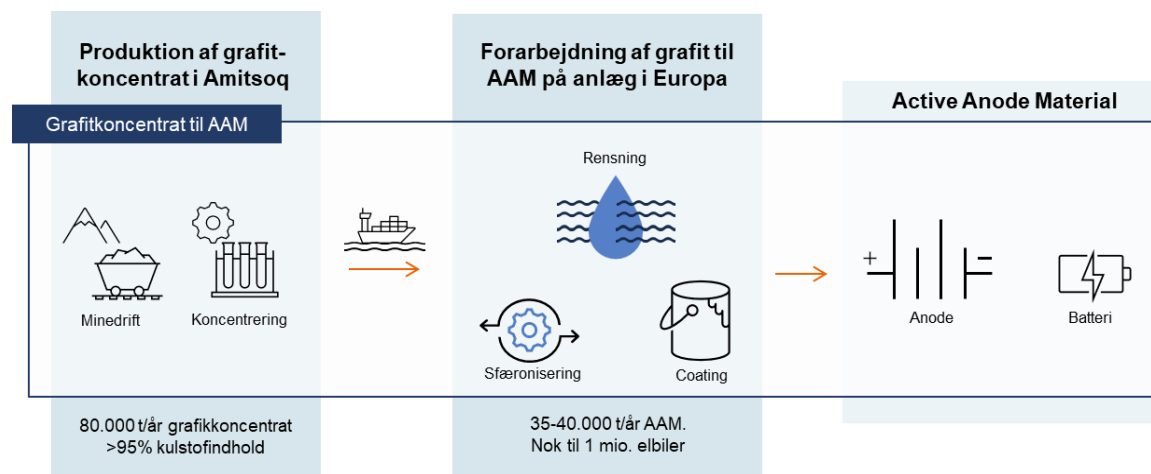 Produktion af grafit-
koncentrat i Amitsoq
Forarbejdning af grafit til
AAM på anlæg i Europa
Active Anode Material
Grafitkoncentrat til AAM
Rensning
Minedrift
Koncentrering
Sfæronisering
Coating
+
-
Anode
Batteri
80.000 t/år grafikkoncentrat
>95% kulstofindhold
35-40.000 t/år AAM.
Nok til 1 mio. elbiler